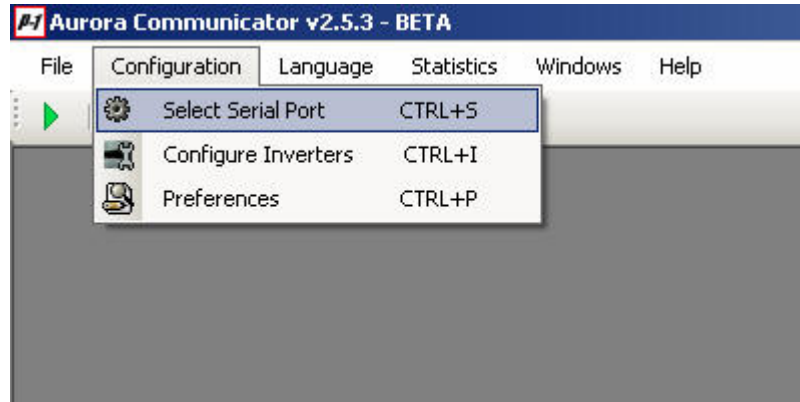 Aurora Communicator v2.5.3 - BETA
File Configuration Language Statistics Windows Help
Select Serial Port CTRL+S
Configure Inverters CTRL+I
Preferences CTRL+P